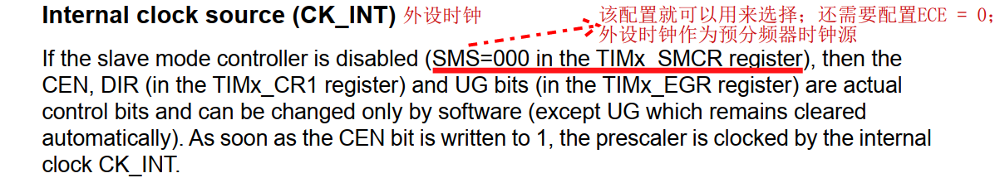 Internal clock source (CK_INT) 外设时钟
该配置就可以用来选择；还需要配置ECE = 0；
外设时钟作为预分频器时钟源
If the slave mode controller is disabled (SMS=000 in the TIMx_SMCR register), then the
CEN, DIR (in the TIMx_CR1 register) and UG bits (in the TIMx_EGR register) are actual
control bits and can be changed only by software (except UG which remains cleared
automatically). As soon as the CEN bit is written to 1, the prescaler is clocked by the internal
clock CK_INT.